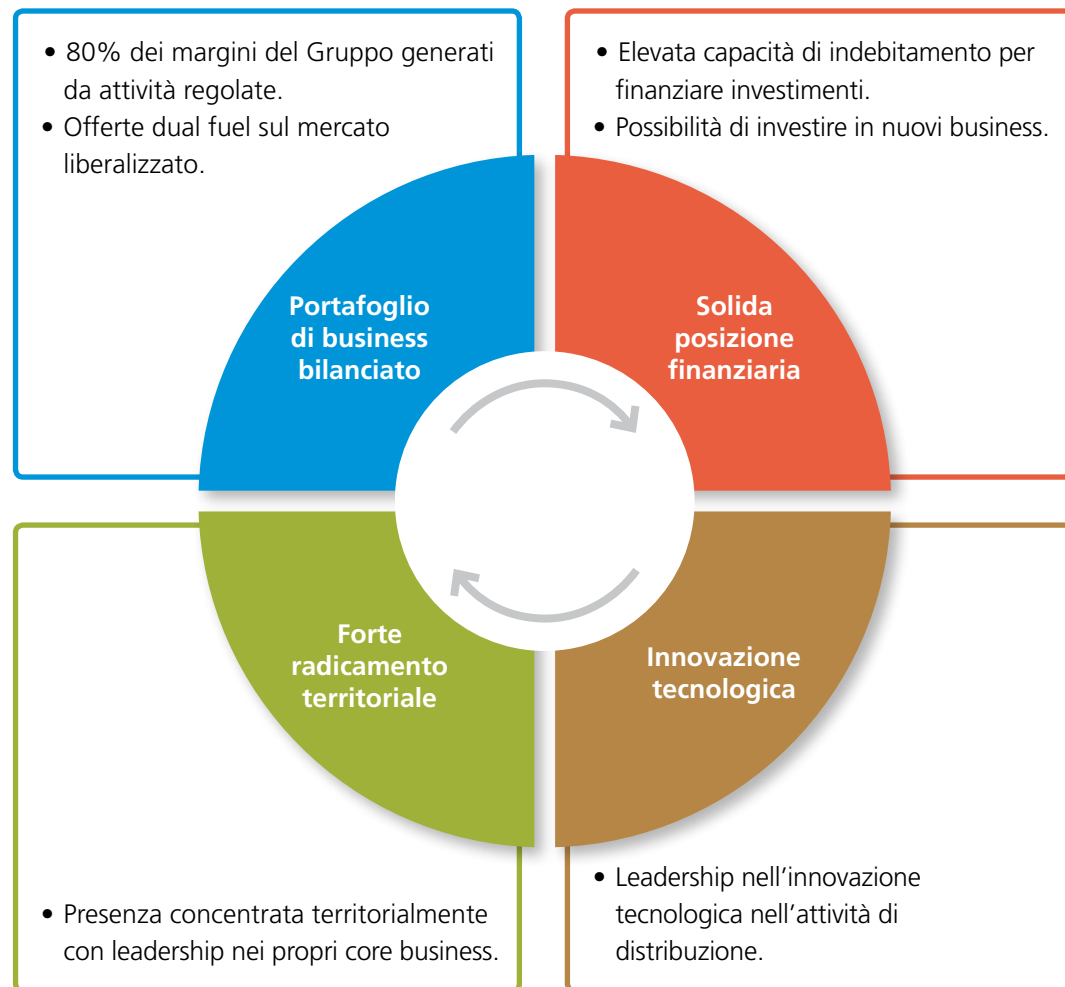 • 80% dei margini del Gruppo generati
da attività regolate.
• Offerte dual fuel sul mercato
liberalizzato.
• Elevata capacità di indebitamento per
finanziare investimenti.
• Possibilità di investire in nuovi business.
Portafoglio
di business
bilanciato
Solida
posizione
finanziaria
Forte
radicamento
territoriale
Innovazione
tecnologica
• Presenza concentrata territorialmente
con leadership nei propri core business.
• Leadership nell’innovazione
tecnologica nell’attività di
distribuzione.